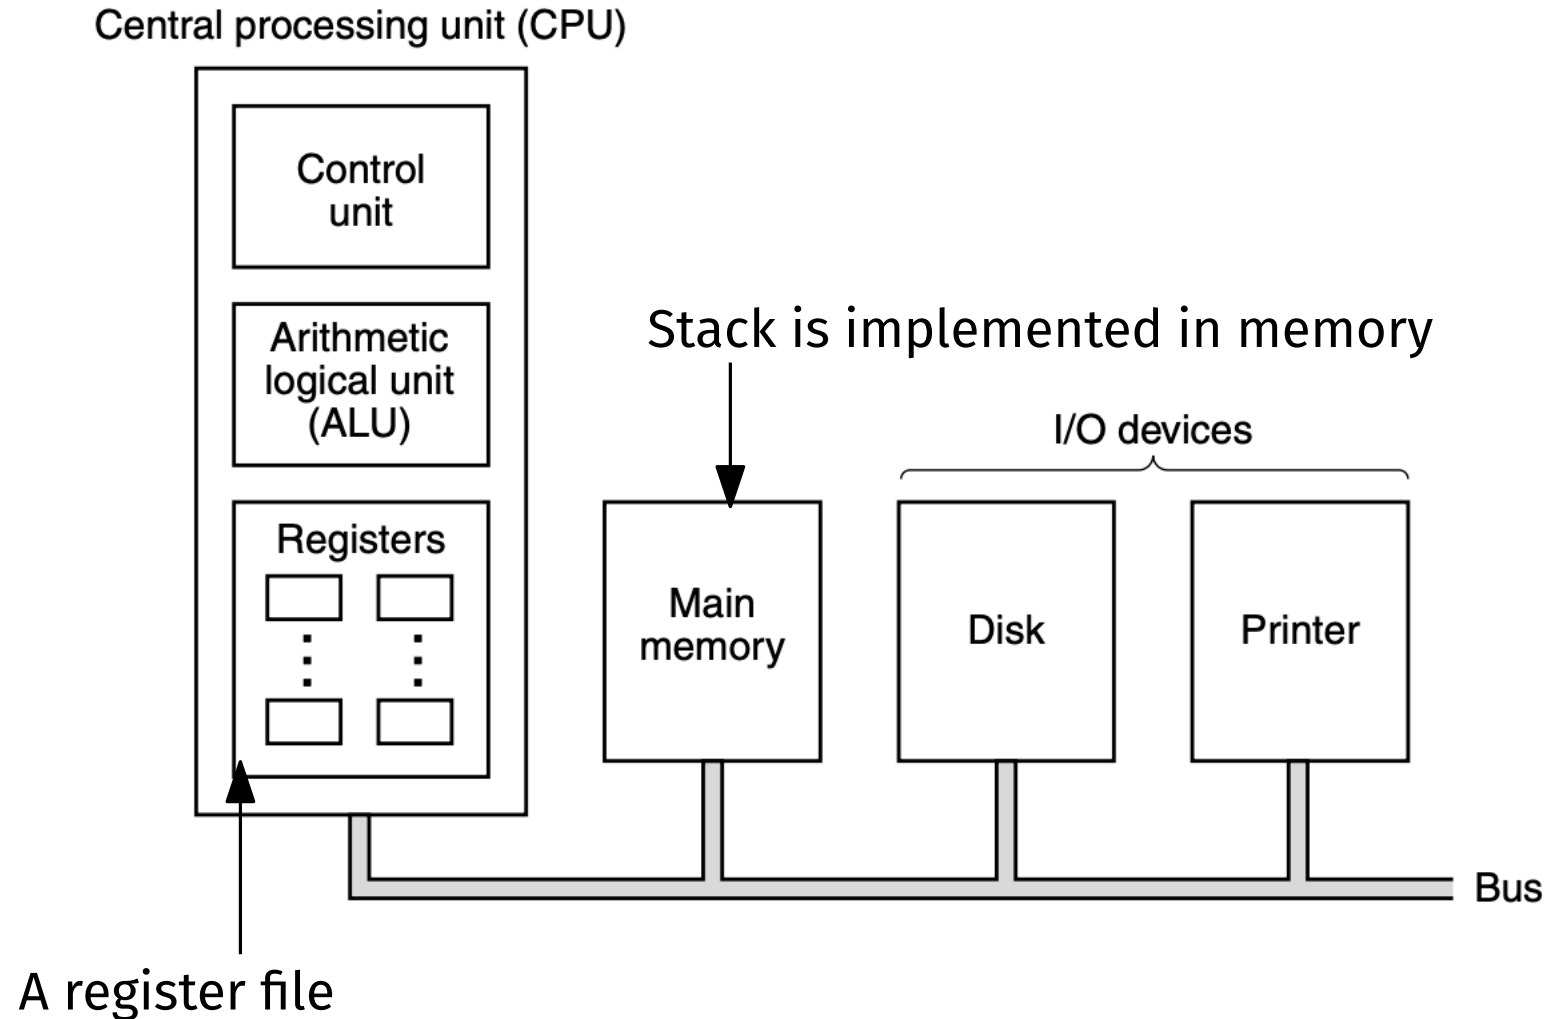 Central processing unit (CPU)
Control
unit
Arithmetic
logical unit
(ALU)
Registers
Stack is implemented in memory
I/O devices
Main
memory
Disk
Printer
Bus
A register file